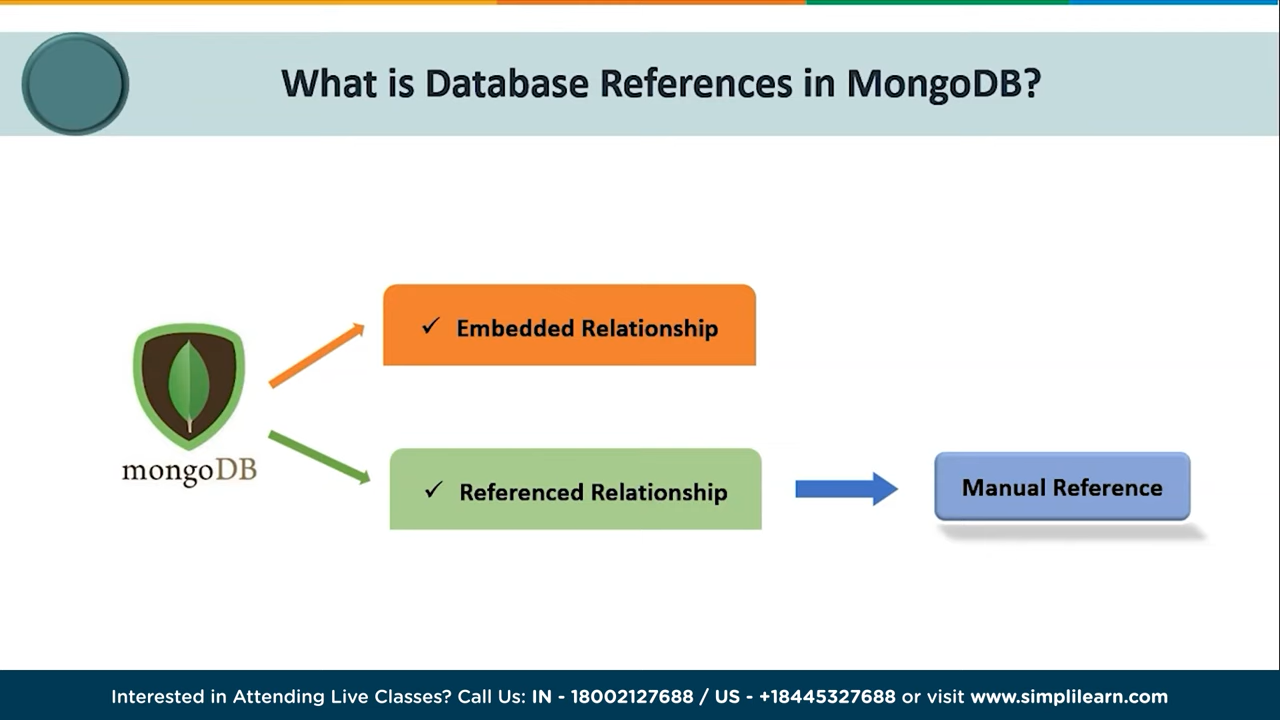 What is Database References in MongoDB?
✓ Embedded Relationship
mongoDB
✓ Referenced Relationship
Manual Reference
Interested in Attending Live Classes? Call Us: IN - 18002127688 / US - +18445327688 or visit www.simplilearn.com